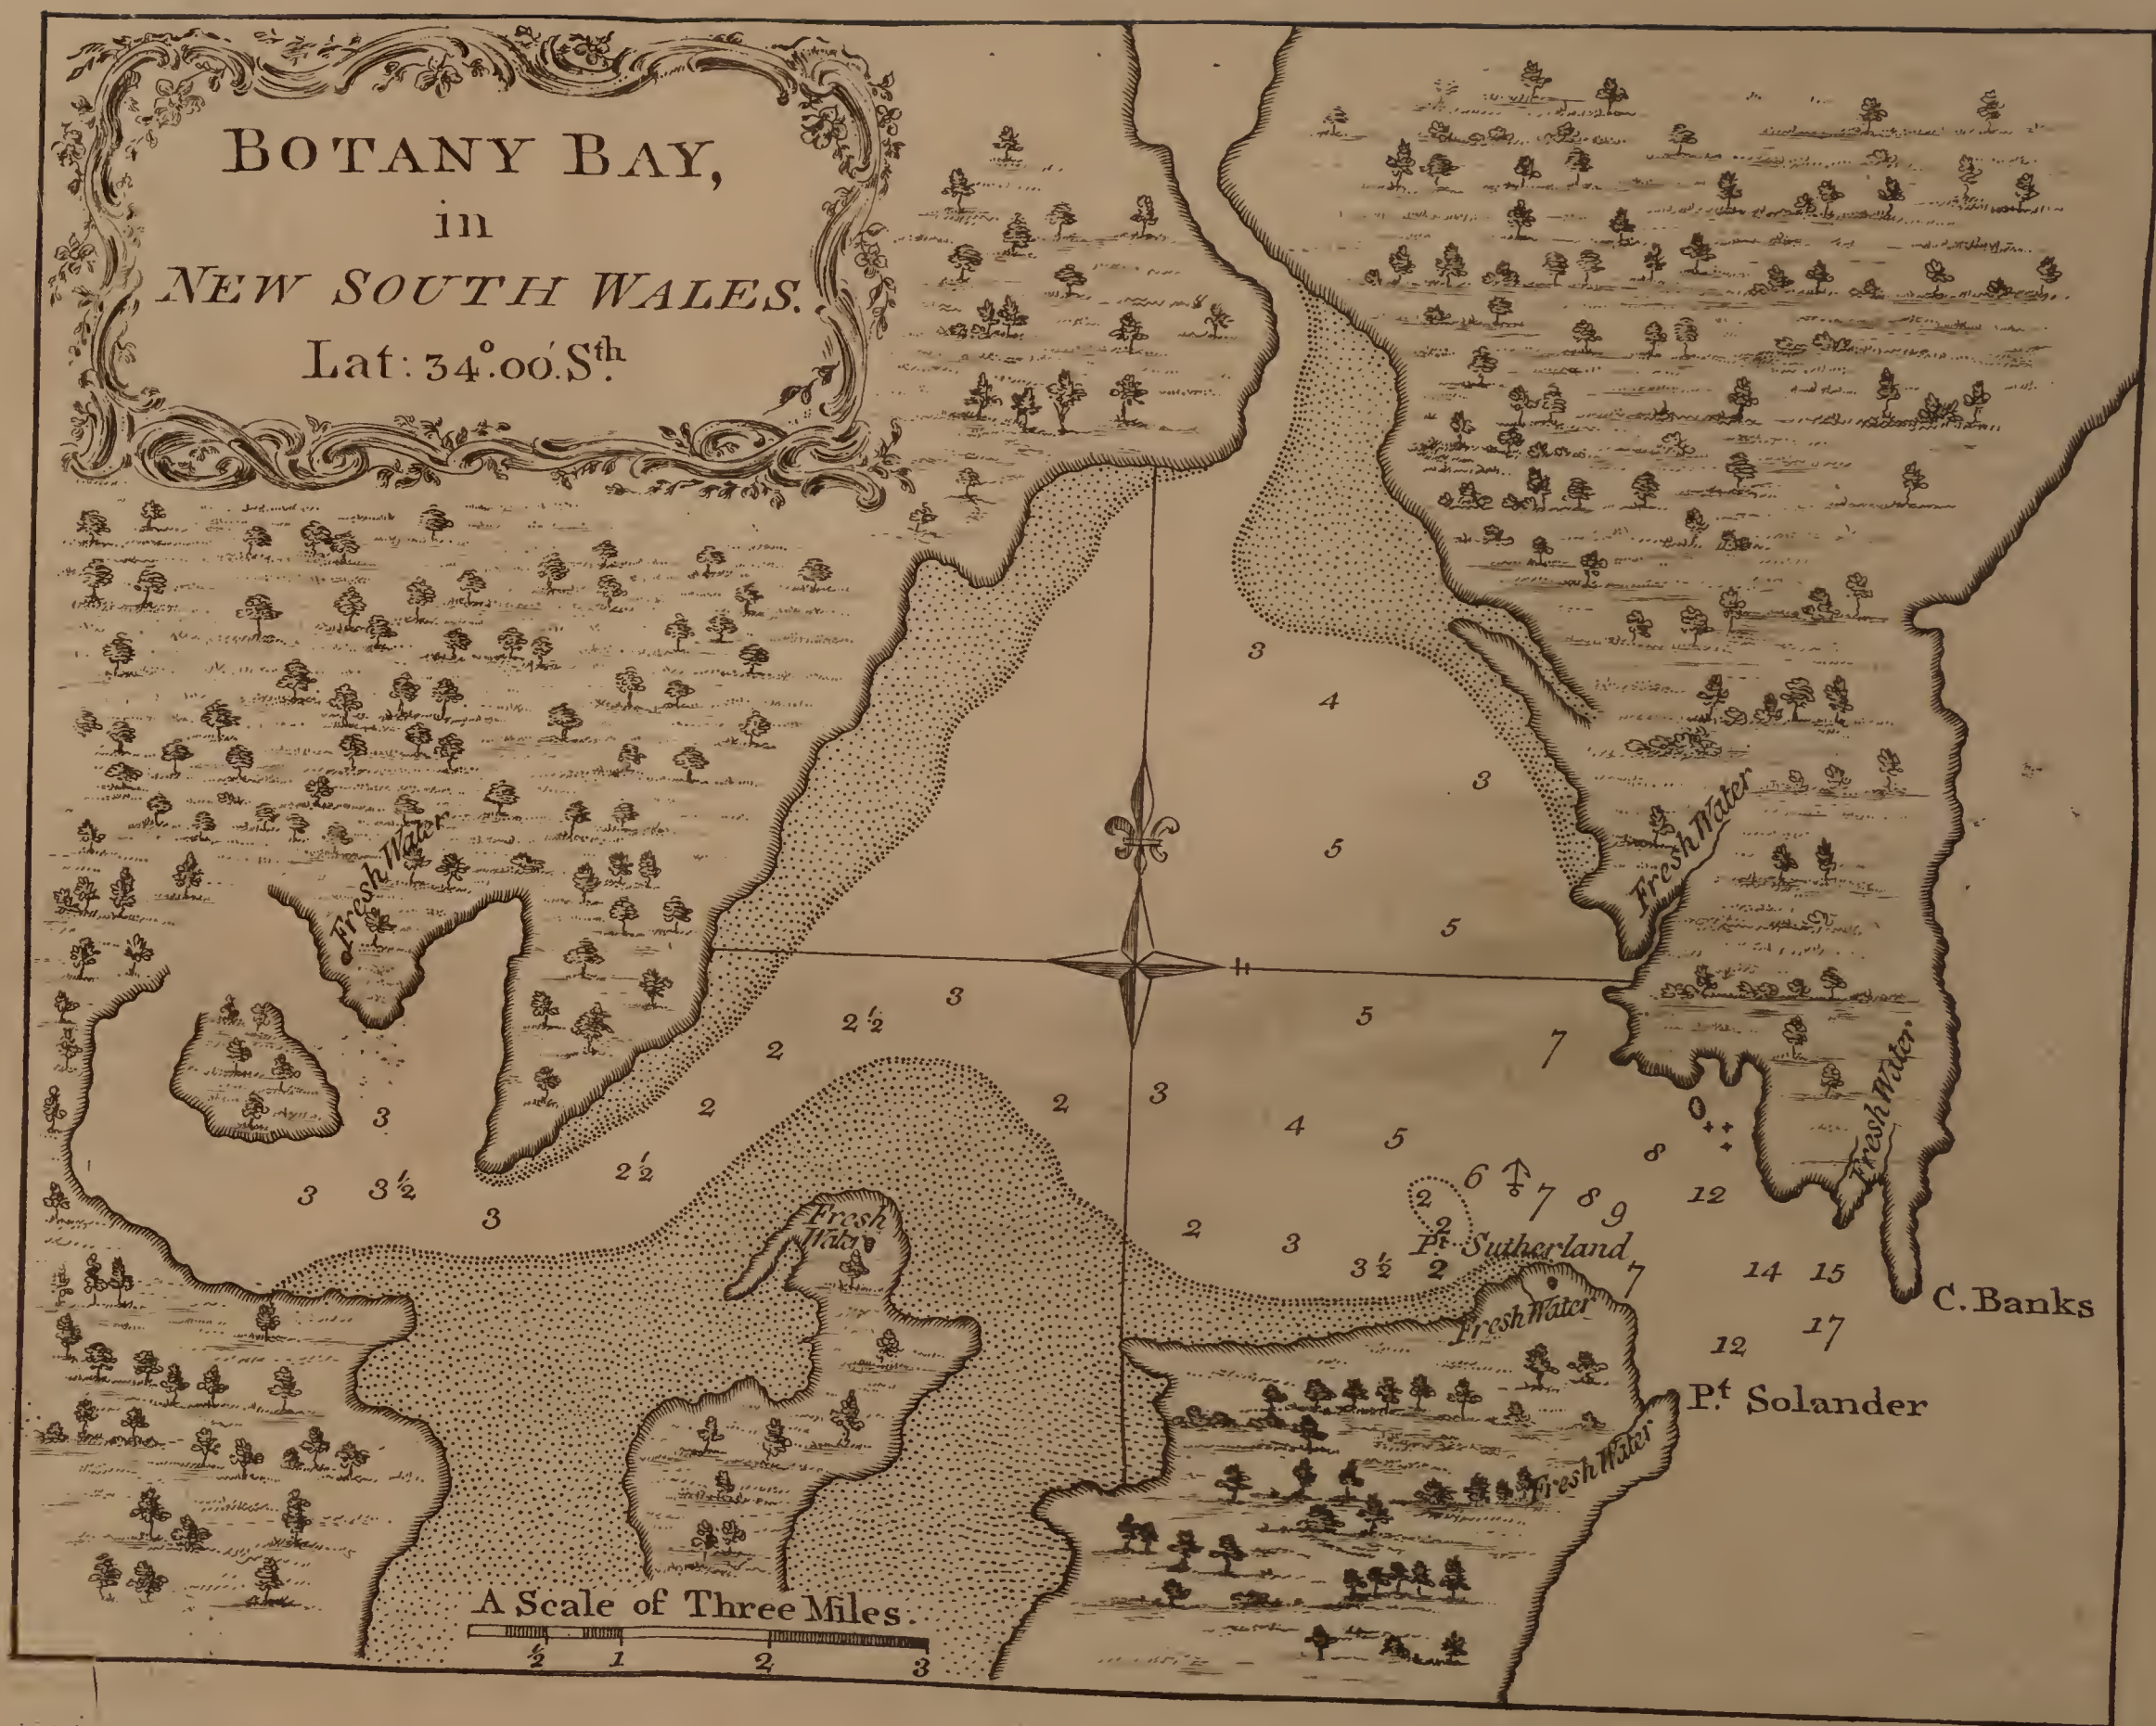 BOTANY BAY,
in
NEW SOUTH WALES.
Lat: 34°.00'. Sth.
3
4
3
5
5
Fresh Water
Fresh Water
3
2½
2
2
5
7
2
3
4
5
3
3
3½
3
2½
Fresh Water
8
12
2
2
6
7
8
9
Fresh
Water
2
3
3½
2
Pt. Sutherland
7
14
15
C. Banks
Fresh Water
12
17
Pt. Solander
Fresh Water
A Scale of Three Miles.
½
1
2
3